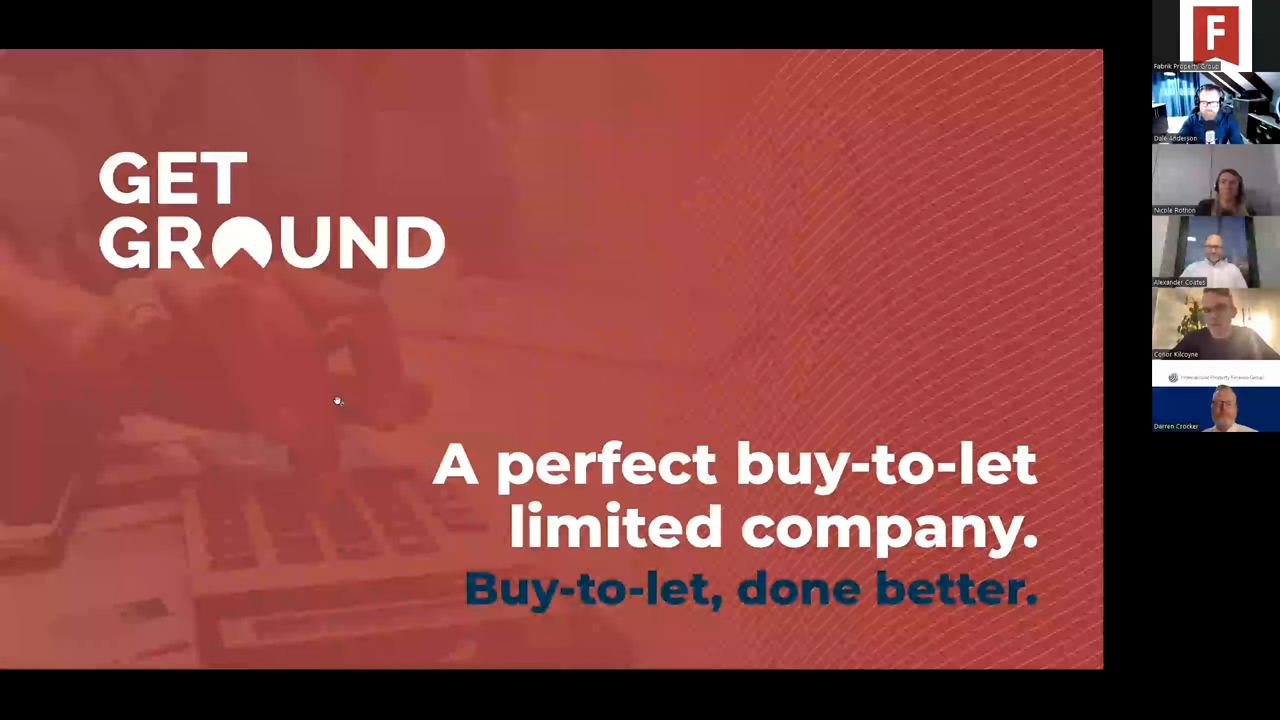 GET
GROUND
A perfect buy-to-let
limited company.
Buy-to-let, done better.
F
Fabrik Property Group
Dale Anderson
Nicole Rothon
Alexander Coates
Conor Kilcoyne
International Property Finance Group
Darren Crocker